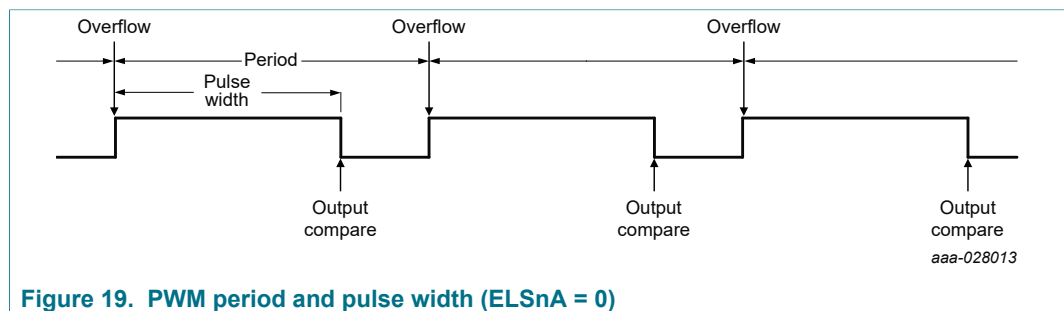 Overflow
Overflow
Overflow
Period
Pulse
width
Output
compare
Output
compare
Output
compare
aaa-028013
Figure 19. PWM period and pulse width (ELSnA = 0)